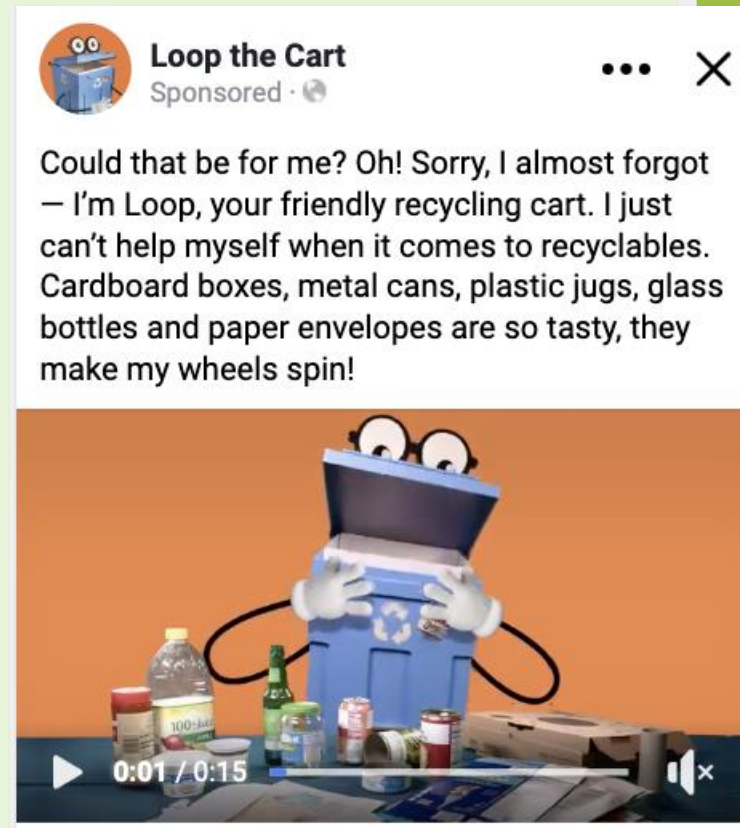 Loop the Cart
Sponsored ·
Could that be for me? Oh! Sorry, I almost forgot
– I’m Loop, your friendly recycling cart. I just
can’t help myself when it comes to recyclables.
Cardboard boxes, metal cans, plastic jugs, glass
bottles and paper envelopes are so tasty, they
make my wheels spin!
100%
0:01 / 0:15